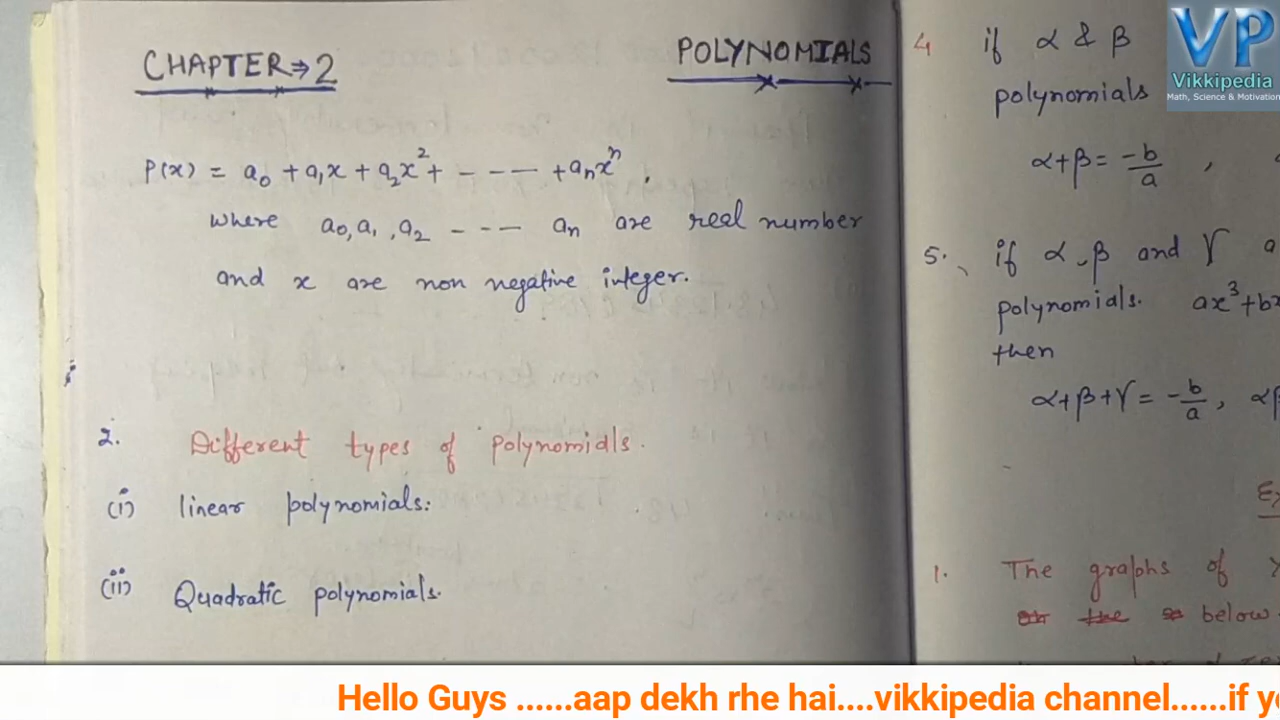 CHAPTER→2
POLYNOMIALS
P(x) = a₀ + a₁x + a₂x² + - - - - + aₙxⁿ,
where a₀, a₁, a₂ - - - aₙ are real number
and x are non negative integer.
2. Different types of polynomials.
(i) linear polynomials:
(ii) Quadratic polynomials.
4 if α & β
polynomials
α+β = -b/a ,
5. if α, β and γ a
polynomials. ax³+bx
then
α+β+γ = -b/a , αβ
1. The graphs of
below
VP
Vikkipedia
Math, Science & Motivation
Hello Guys ......aap dekh rhe hai....vikkipedia channel......if yo